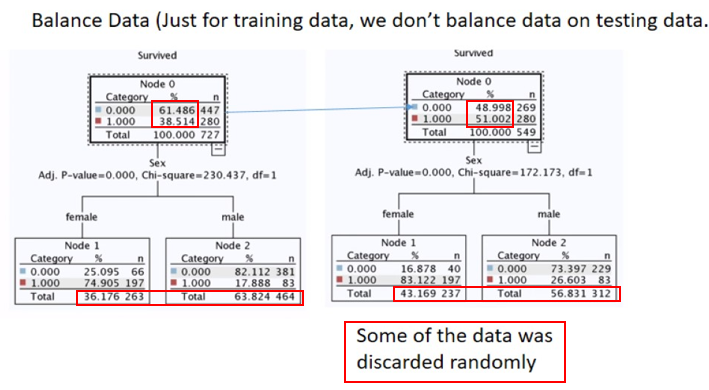 Balance Data (Just for training data, we don't balance data on testing data.
Survived
Node 0
Category % n
0.000 61.486 447
1.000 38.514 280
Total 100.000 727
Sex
Adj. P-value=0.000, Chi-square=230.437, df=1
female male
Node 1
Category % n
0.000 25.095 66
1.000 74.905 197
Total 36.176 263
Node 2
Category % n
0.000 82.112 381
1.000 17.888 83
Total 63.824 464
Survived
Node 0
Category % n
0.000 48.998 269
1.000 51.002 280
Total 100.000 549
Sex
Adj. P-value=0.000, Chi-square=172.173, df=1
female male
Node 1
Category % n
0.000 16.878 40
1.000 83.122 197
Total 43.169 237
Node 2
Category % n
0.000 73.397 229
1.000 26.603 83
Total 56.831 312
Some of the data was
discarded randomly